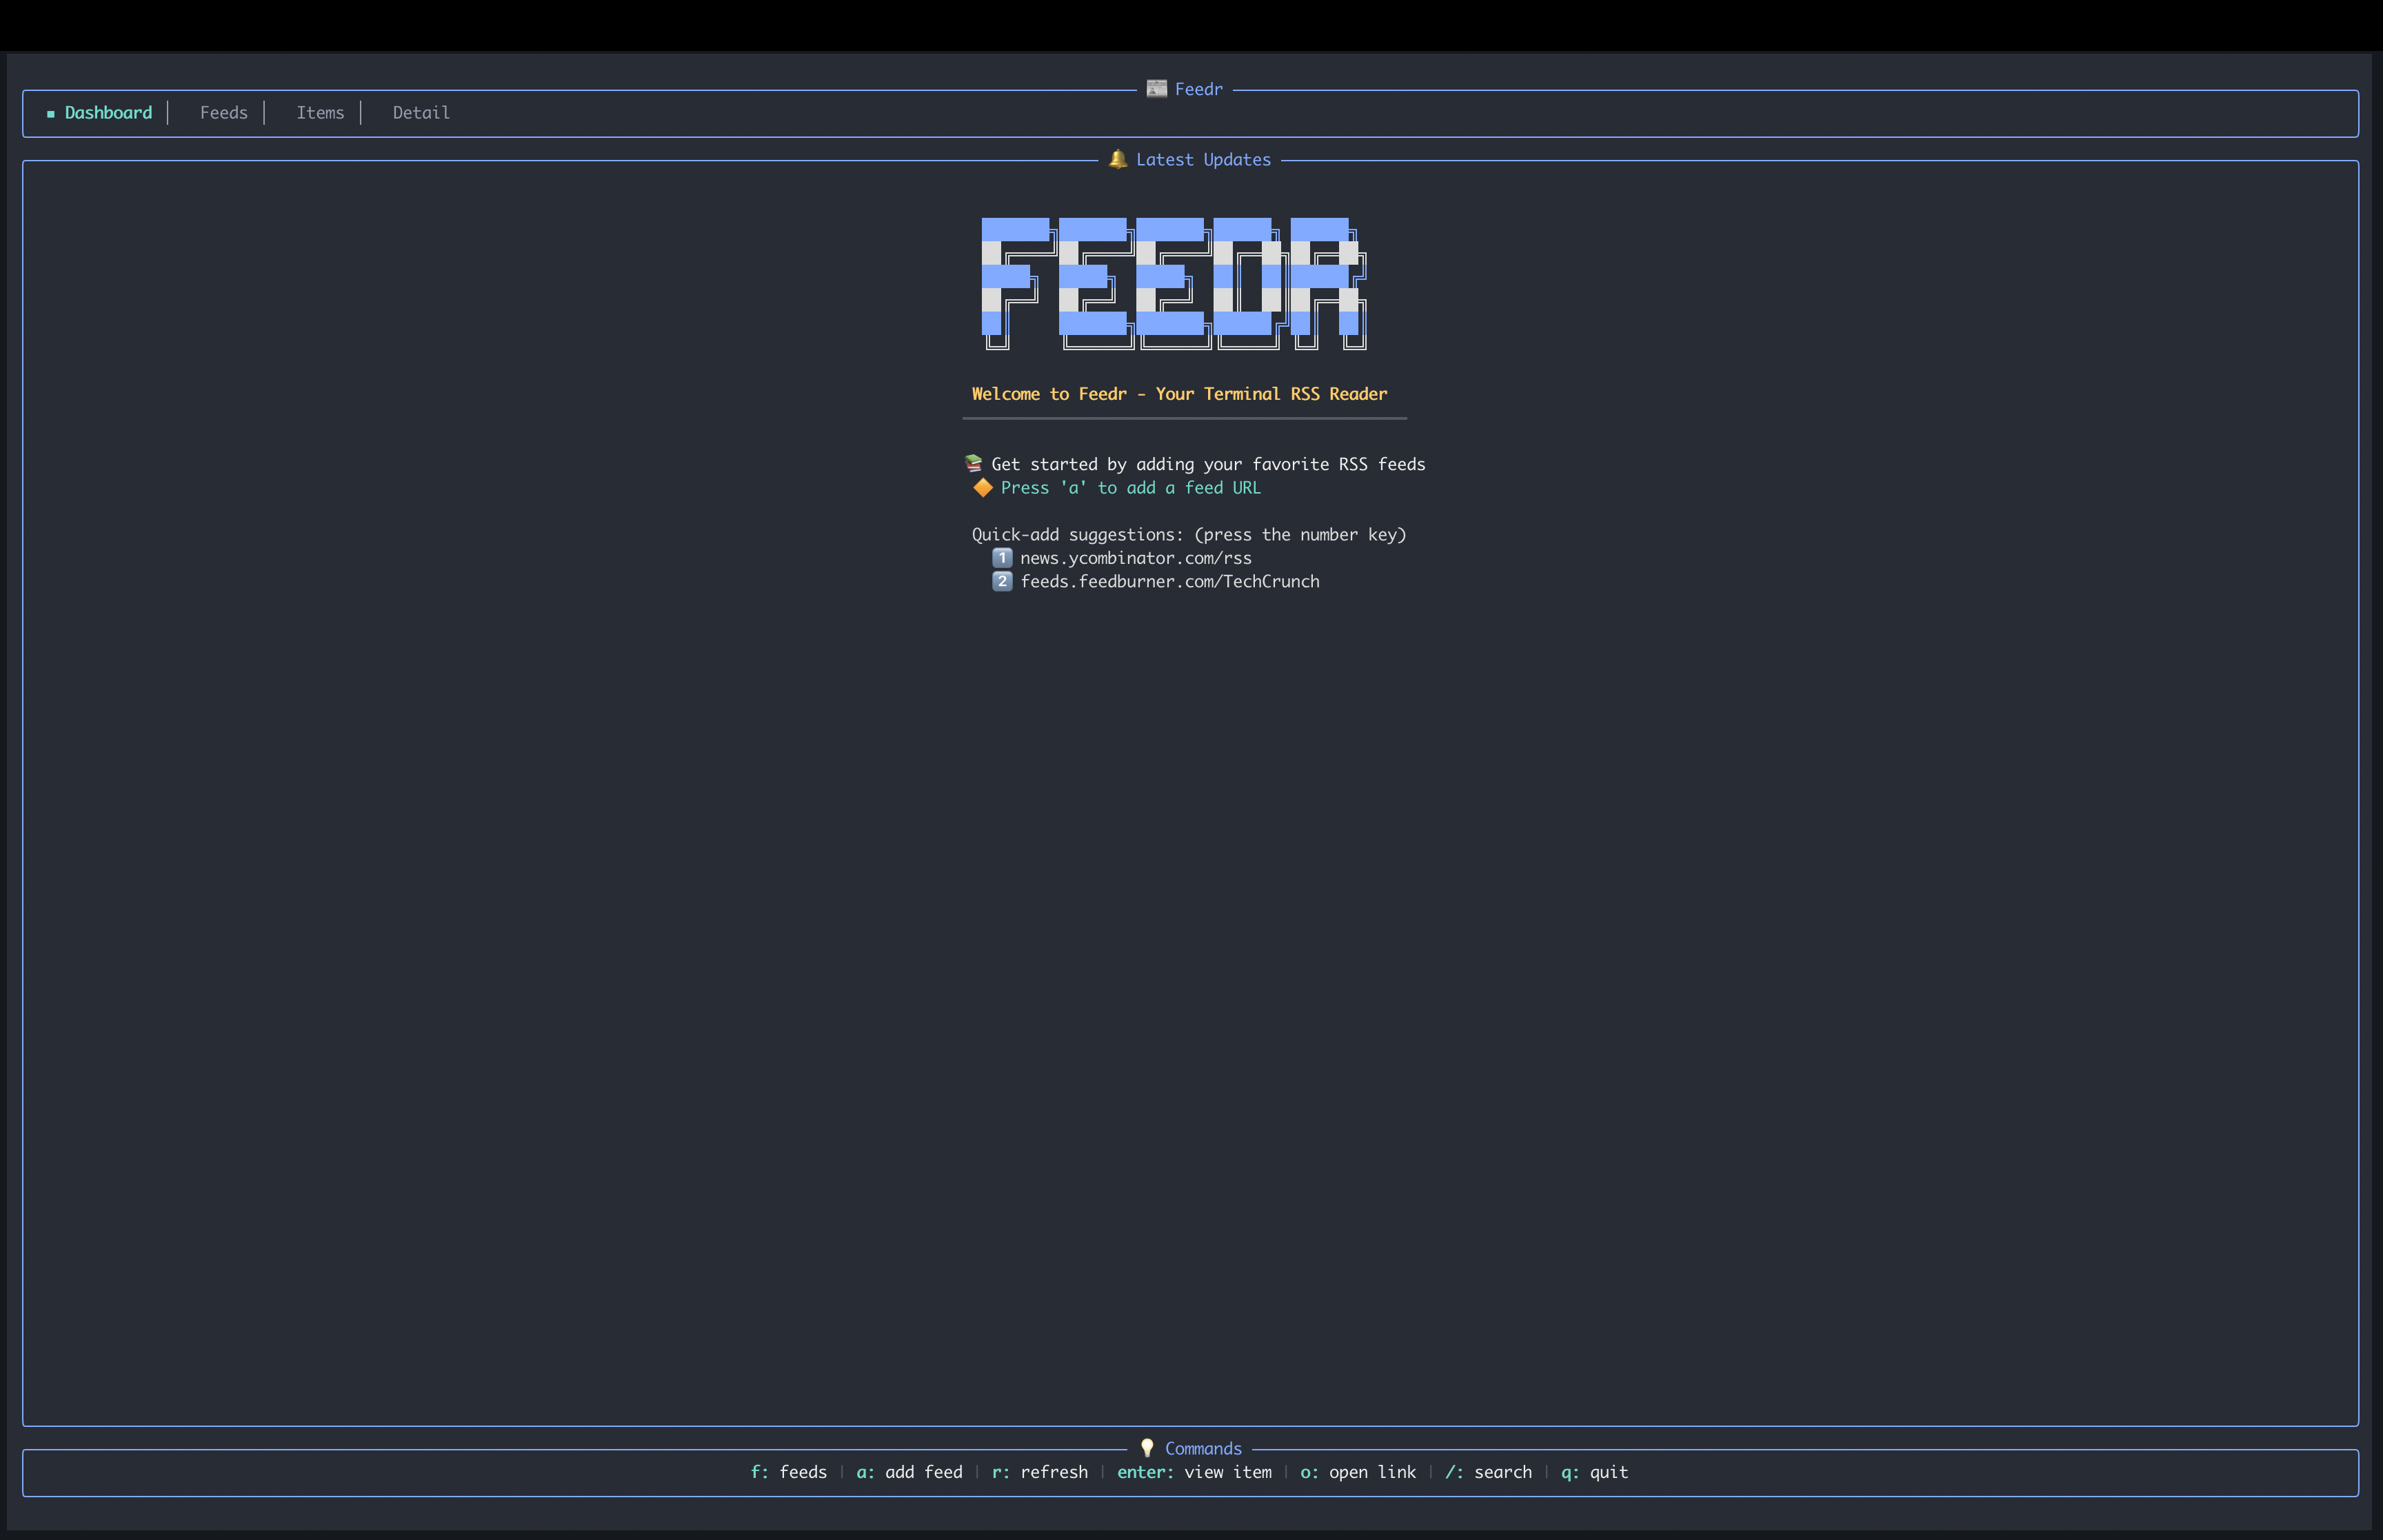 📰 Feedr
▪ Dashboard │ Feeds │ Items │ Detail
🔔 Latest Updates
FEEDR
Welcome to Feedr - Your Terminal RSS Reader
📚 Get started by adding your favorite RSS feeds
🔶 Press 'a' to add a feed URL
Quick-add suggestions: (press the number key)
1️⃣ news.ycombinator.com/rss
2️⃣ feeds.feedburner.com/TechCrunch
💡 Commands
f: feeds | a: add feed | r: refresh | enter: view item | o: open link | /: search | q: quit